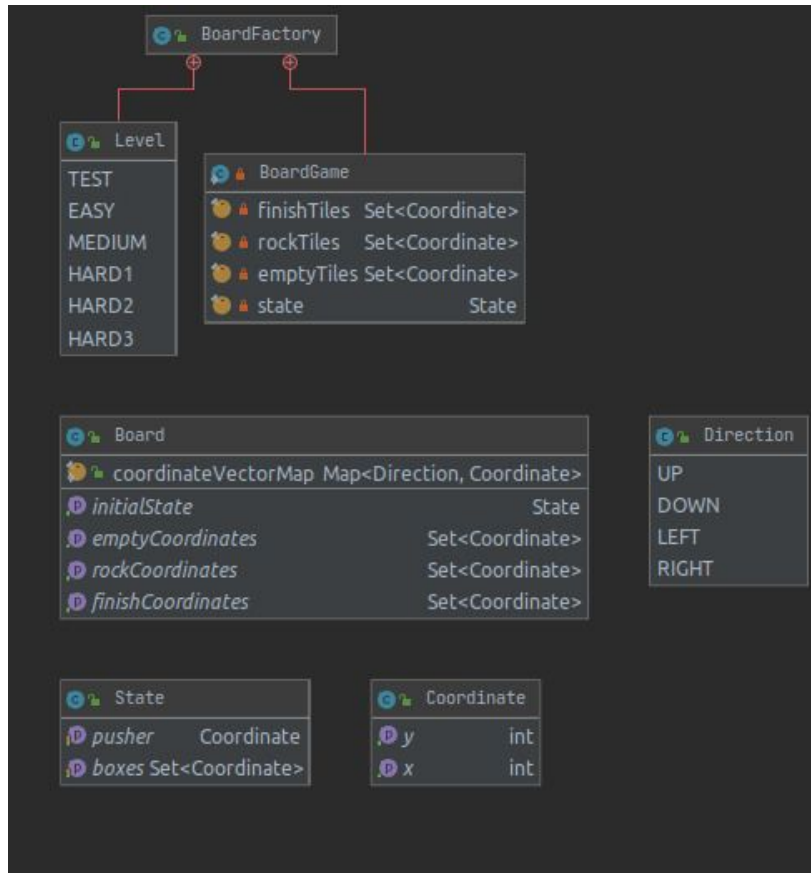 BoardFactory
Level
TEST
EASY
MEDIUM
HARD1
HARD2
HARD3
BoardGame
finishTiles Set<Coordinate>
rockTiles Set<Coordinate>
emptyTiles Set<Coordinate>
state State
Board
coordinateVectorMap Map<Direction, Coordinate>
initialState State
emptyCoordinates Set<Coordinate>
rockCoordinates Set<Coordinate>
finishCoordinates Set<Coordinate>
Direction
UP
DOWN
LEFT
RIGHT
State
pusher Coordinate
boxes Set<Coordinate>
Coordinate
y int
x int